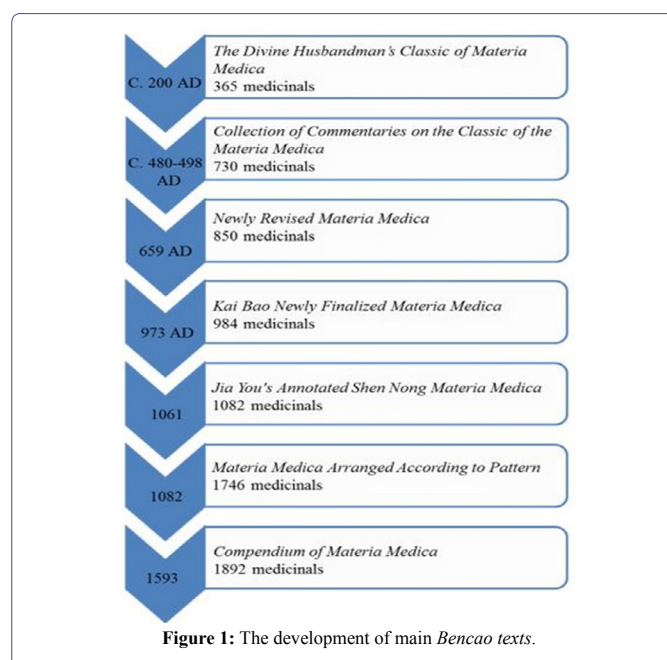 C. 200 AD
The Divine Husbandman's Classic of Materia
Medica
365 medicinals
C. 480-498
AD
Collection of Commentaries on the Classic of the
Materia Medica
730 medicinals
659 AD
Newly Revised Materia Medica
850 medicinals
973 AD
Kai Bao Newly Finalized Materia Medica
984 medicinals
1061
Jia You's Annotated Shen Nong Materia Medica
1082 medicinals
1082
Materia Medica Arranged According to Pattern
1746 medicinals
1593
Compendium of Materia Medica
1892 medicinals
Figure 1: The development of main Bencao texts.